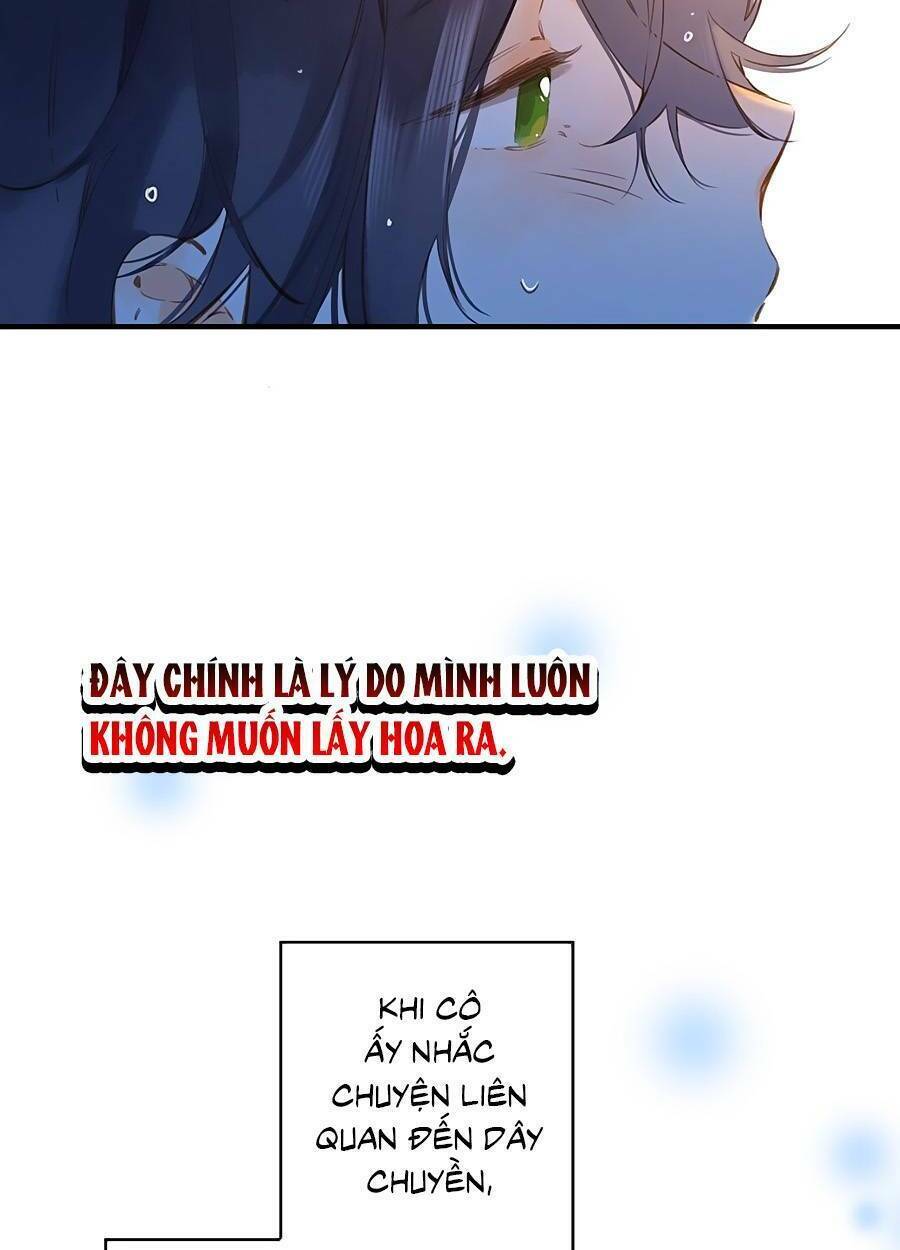 ĐÂY CHÍNH LÀ LÝ DO MÌNH LUÔN
KHÔNG MUỐN LẤY HOA RA.
KHI CÔ
ẤY NHẮC
CHUYỆN LIÊN
QUAN ĐẾN DÂY
CHUYỀN,